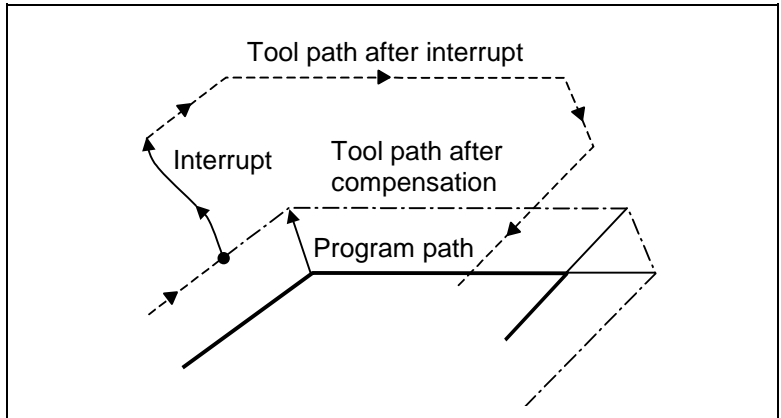 Tool path after interrupt
Interrupt
Tool path after
compensation
Program path